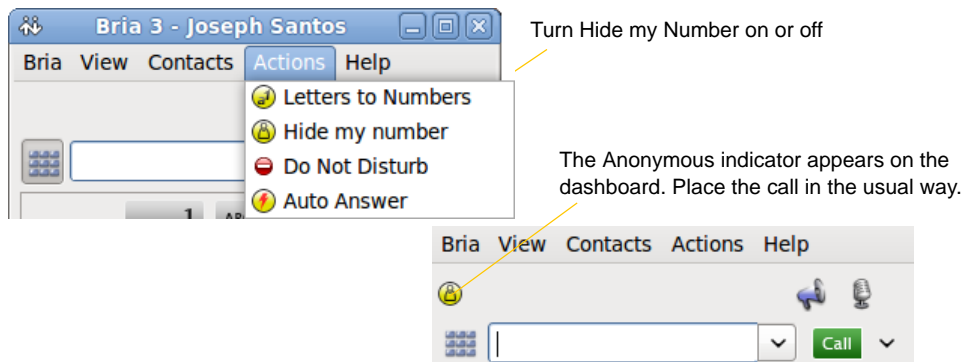 Bria 3 - Joseph Santos
Turn Hide my Number on or off
Bria View Contacts Actions Help
Letters to Numbers
Hide my number
Do Not Disturb
Auto Answer
1
The Anonymous indicator appears on the
dashboard. Place the call in the usual way.
Bria View Contacts Actions Help
Call